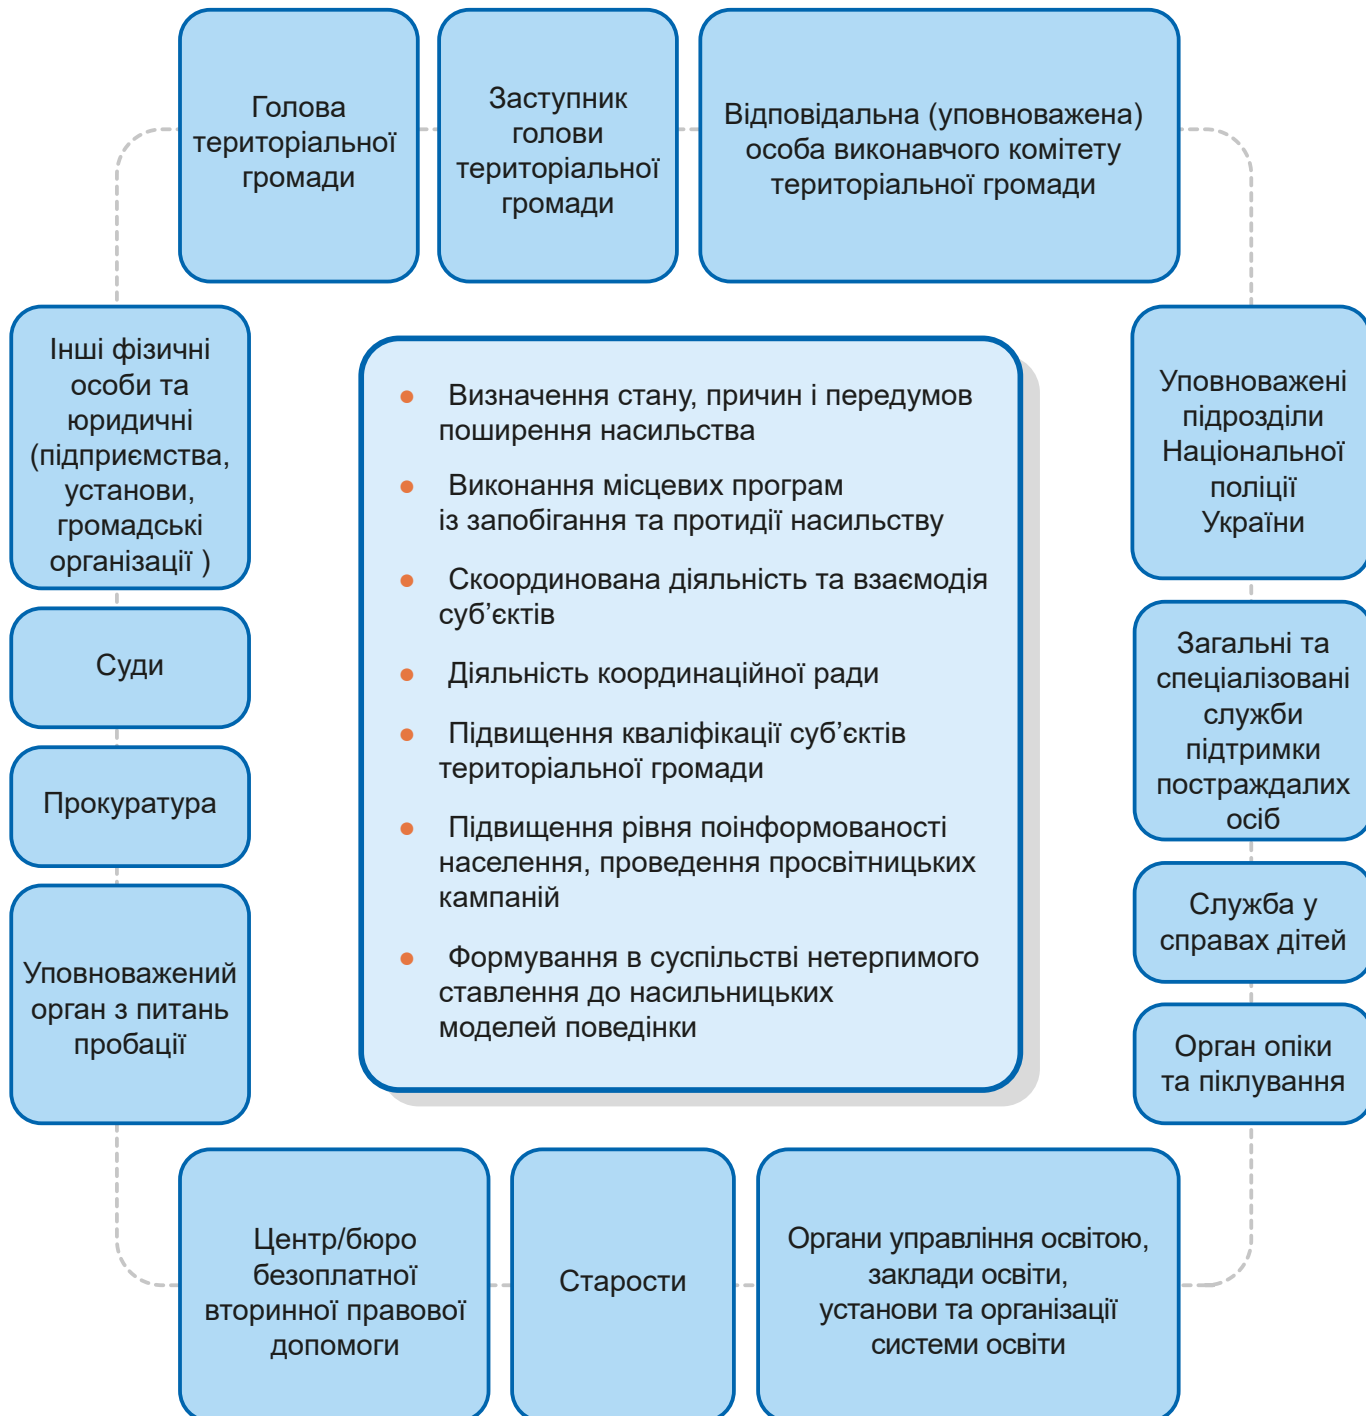 Голова
територіальної
громади
Заступник
голови
територіальної
громади
Відповідальна (уповноважена)
особа виконавчого комітету
територіальної громади
Інші фізичні
особи та
юридичні
(підприємства,
установи,
громадські
організації )
Суди
Прокуратура
Уповноважений
орган з питань
пробації
• Визначення стану, причин і передумов
поширення насильства
• Виконання місцевих програм
із запобігання та протидії насильству
• Скоординована діяльність та взаємодія
суб’єктів
• Діяльність координаційної ради
• Підвищення кваліфікації суб’єктів
територіальної громади
• Підвищення рівня поінформованості
населення, проведення просвітницьких
кампаній
• Формування в суспільстві нетерпимого
ставлення до насильницьких
моделей поведінки
Уповноважені
підрозділи
Національної
поліції
України
Загальні та
спеціалізовані
служби
підтримки
постраждалих
осіб
Служба у
справах дітей
Орган опіки
та піклування
Центр/бюро
безоплатної
вторинної правової
допомоги
Старости
Органи управління освітою,
заклади освіти,
установи та організації
системи освіти